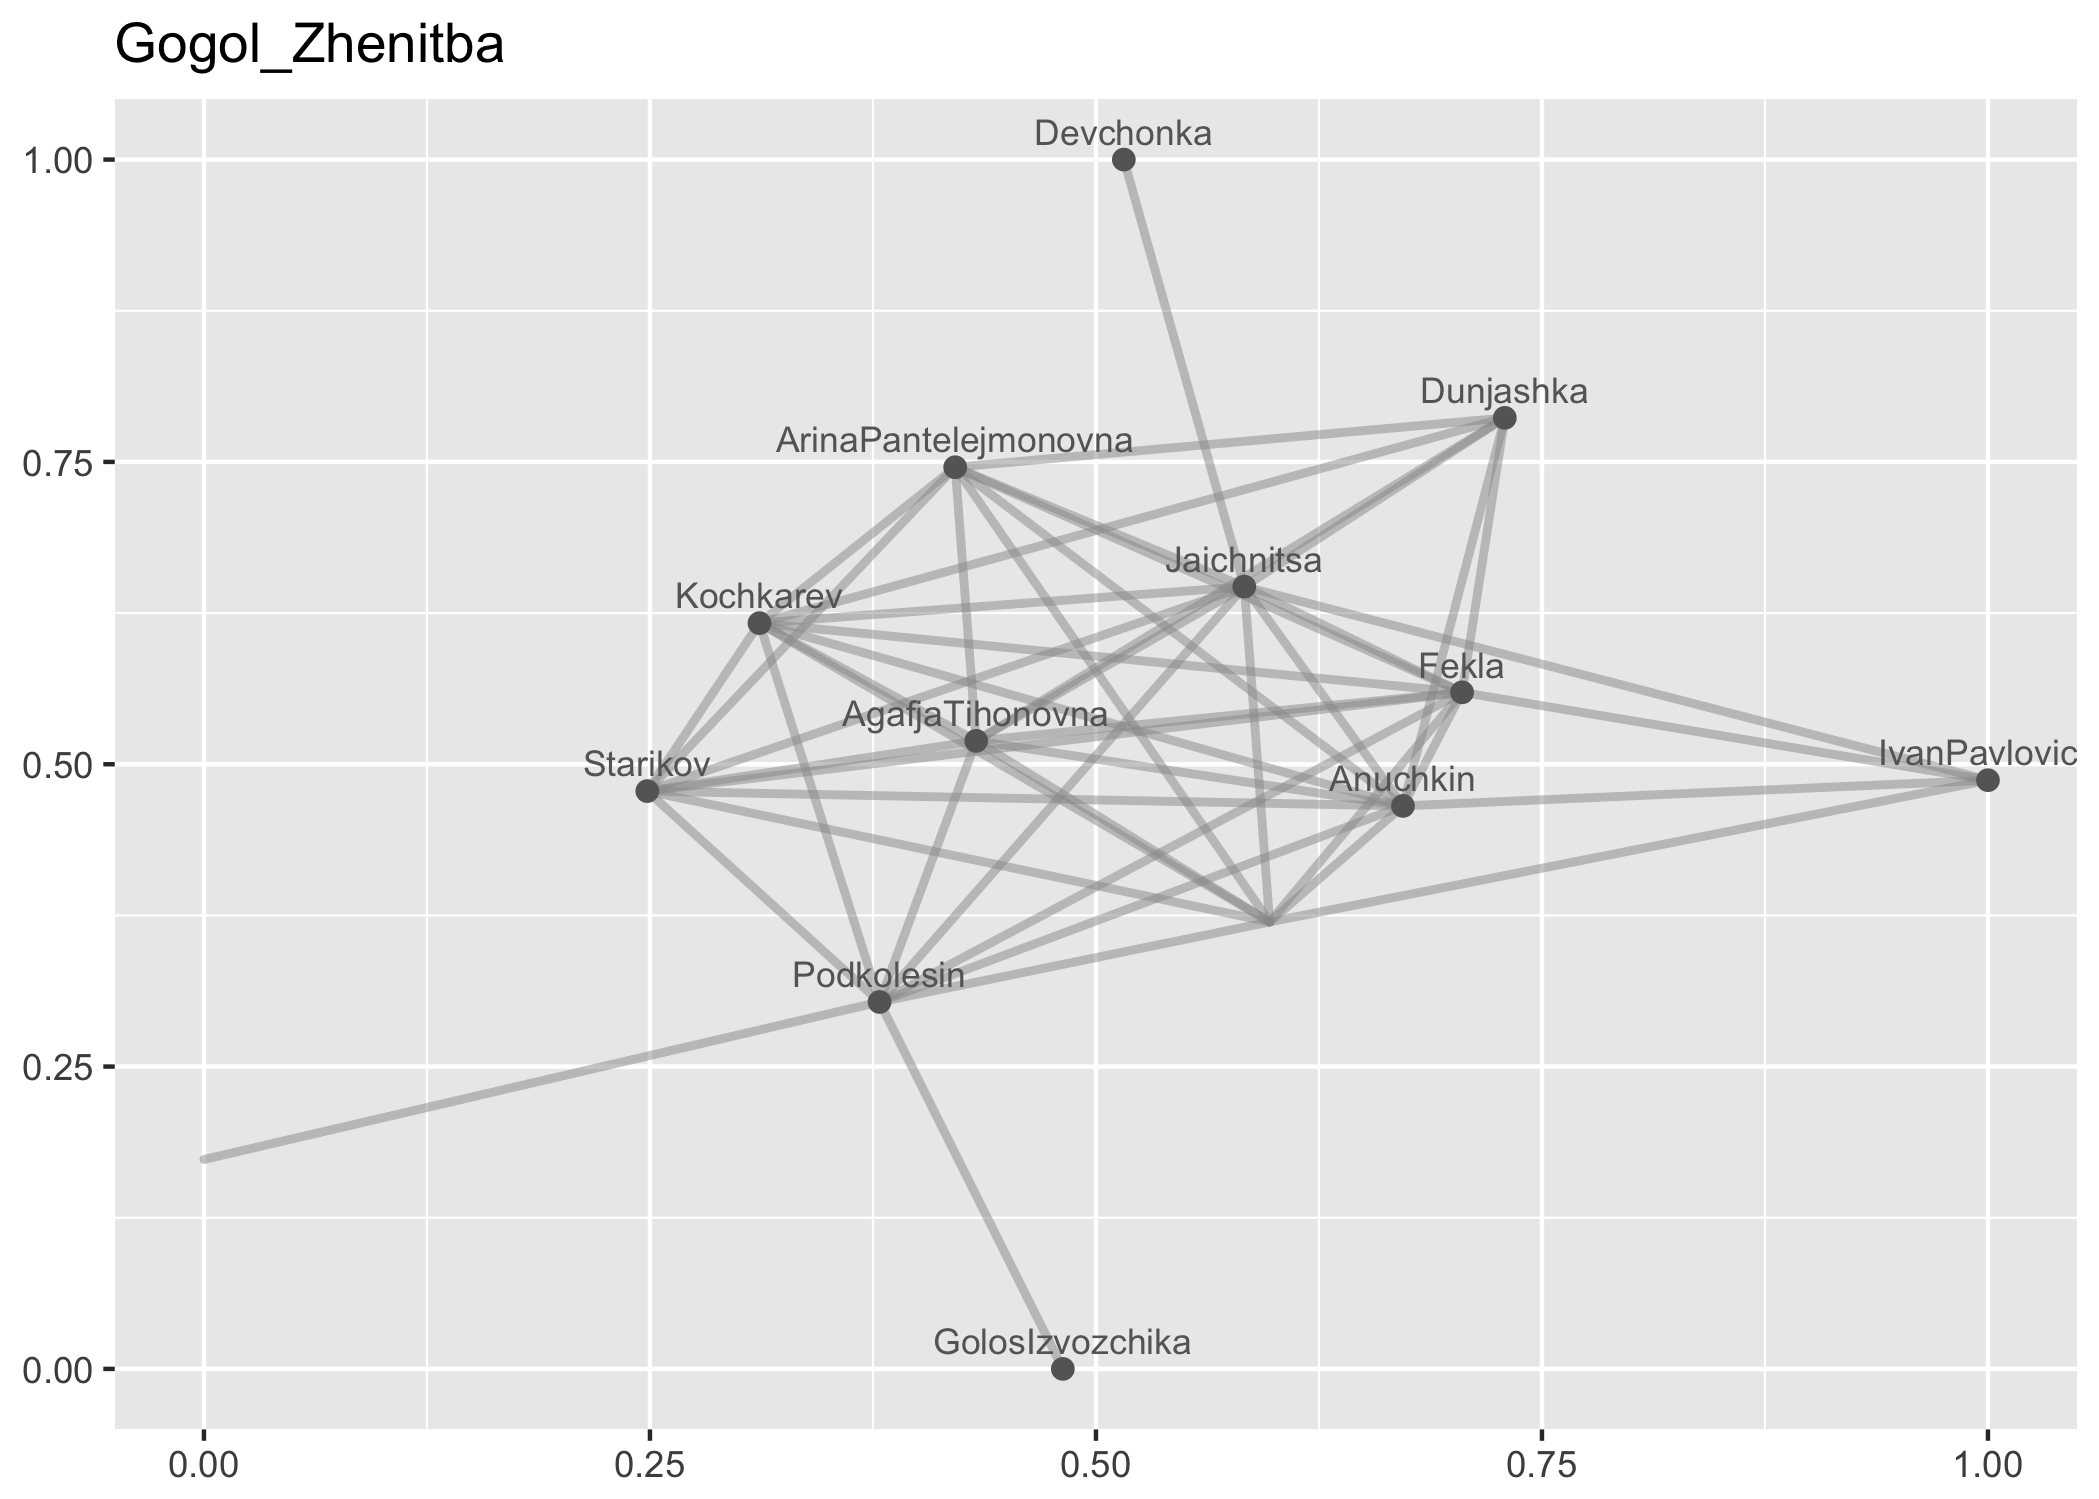 Gogol_Zhenitba
1.00
0.75
0.50
0.25
0.00
Devchonka
Dunjashka
ArinaPantelejmonovna
Jaichnitsa
Kochkarev
Fekla
AgafjaTihonovna
Starikov
IvanPavlovic
Anuchkin
Podkolesin
GolosIzvozchika
0.00 0.25 0.50 0.75 1.00